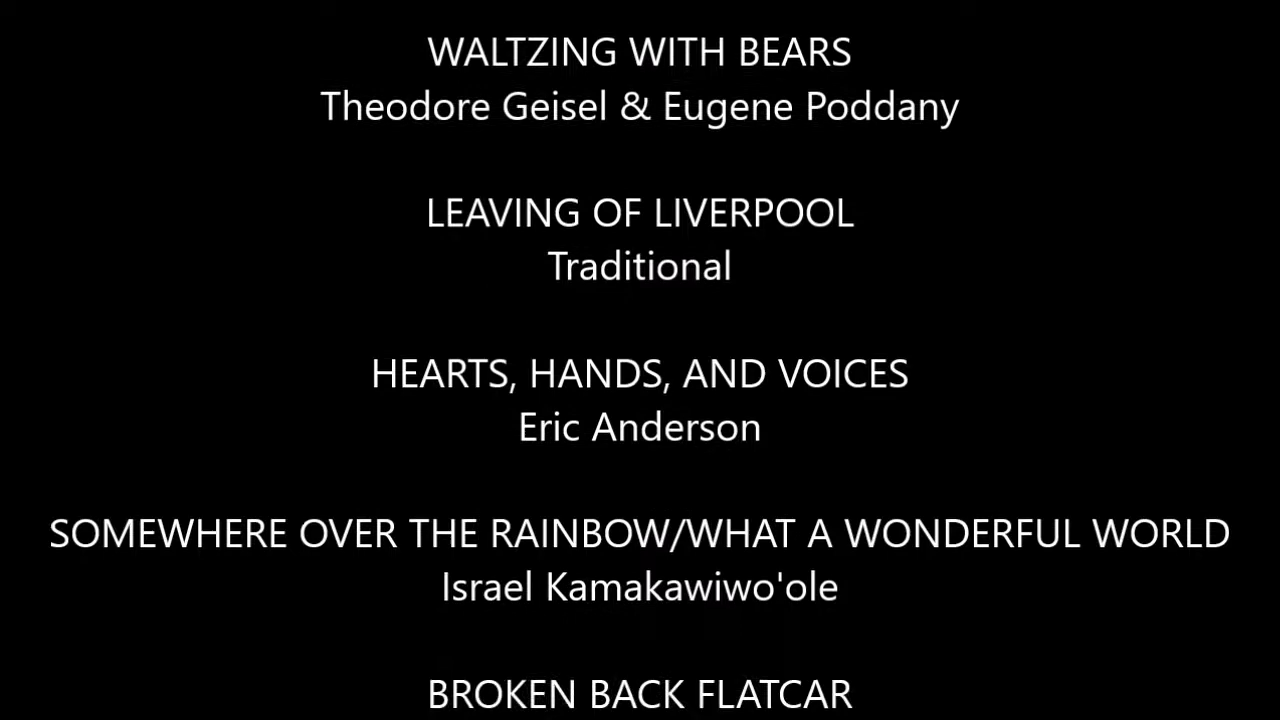 WALTZING WITH BEARS
Theodore Geisel & Eugene Poddany
LEAVING OF LIVERPOOL
Traditional
HEARTS, HANDS, AND VOICES
Eric Anderson
SOMEWHERE OVER THE RAINBOW/WHAT A WONDERFUL WORLD
Israel Kamakawiwo'ole
BROKEN BACK FLATCAR